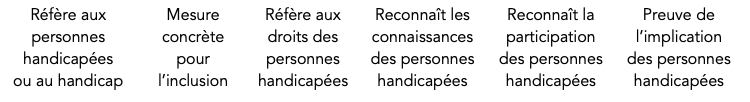 Réfère aux
personnes
handicapées
ou au handicap
Mesure
concrète
pour
l’inclusion
Réfère aux
droits des
personnes
handicapées
Reconnaît les
connaissances
des personnes
handicapées
Reconnaît la
participation
des personnes
handicapées
Preuve de
l’implication
des personnes
handicapées